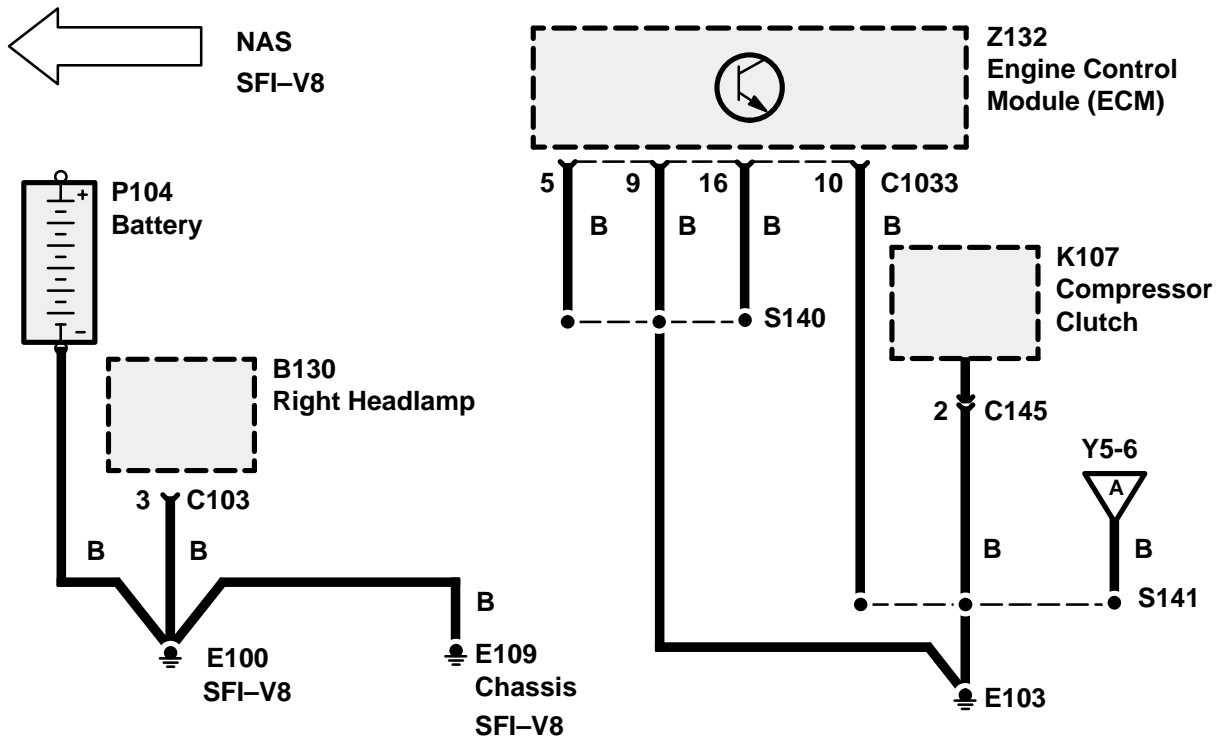 NAS
SFI–V8
Z132
Engine Control
Module (ECM)
P104
Battery
+
–
5
9
16
10
C1033
B
B
B
B
S140
K107
Compressor
Clutch
2
C145
B130
Right Headlamp
3
C103
Y5-6
A
B
B
B
B
B
S141
E100
SFI–V8
E109
Chassis
SFI–V8
E103